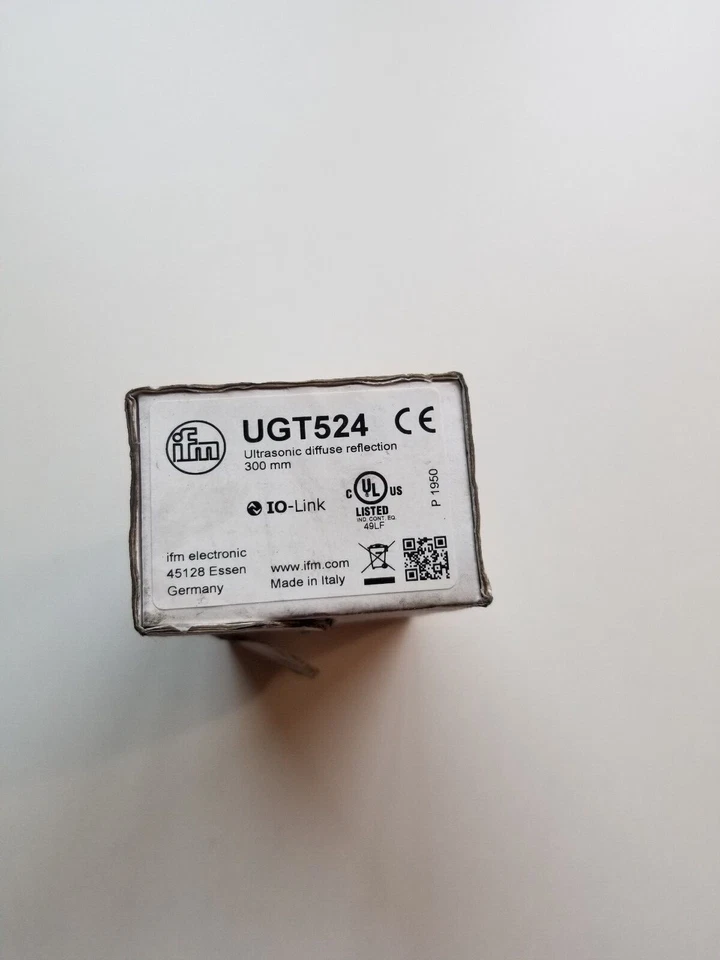 ifm
UGT524 CE
Ultrasonic diffuse reflection
300 mm
IO-Link
C UL US
LISTED
IND. CONT. EQ.
49LF
P 1950
ifm electronic
45128 Essen
Germany
www.ifm.com
Made in Italy